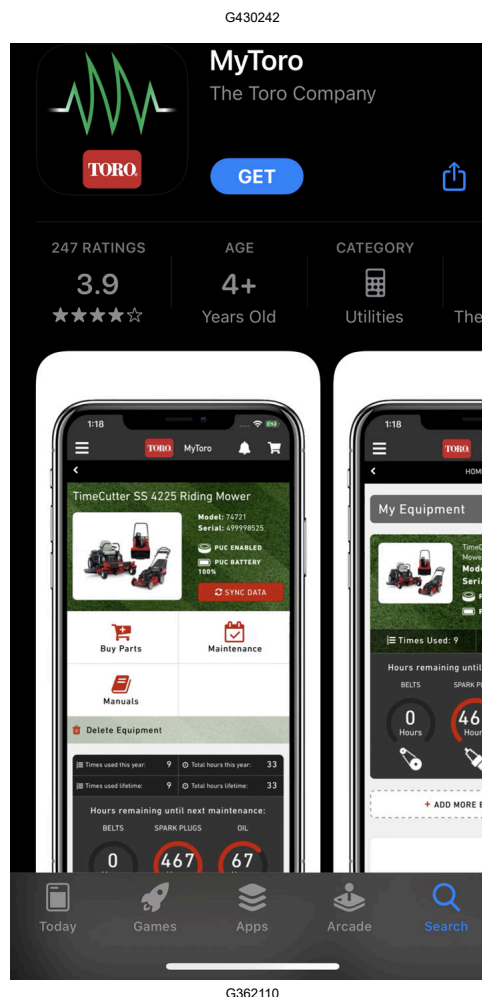 G430242
MyToro
The Toro Company
TORO
GET
247 RATINGS
AGE
CATEGORY
3.9
4+
★★★★☆
Years Old
Utilities
The
1:18
TORO MyToro
TimeCutter SS 4225 Riding Mower
Model: 74721
Serial: 499998525
PUC ENABLED
PUC BATTERY
100%
SYNC DATA
Buy Parts
Maintenance
Manuals
Delete Equipment
Times used this year: 9
Total hours this year: 33
Times used lifetime: 9
Total hours lifetime: 33
Hours remaining until next maintenance:
BELTS
SPARK PLUGS
OIL
0
467
67
1:18
TORO
My Equipment
Times Used: 9
Hours remaining until
BELTS
0
Hours
+ ADD MORE
Today
Games
Apps
Arcade
Search
G362110